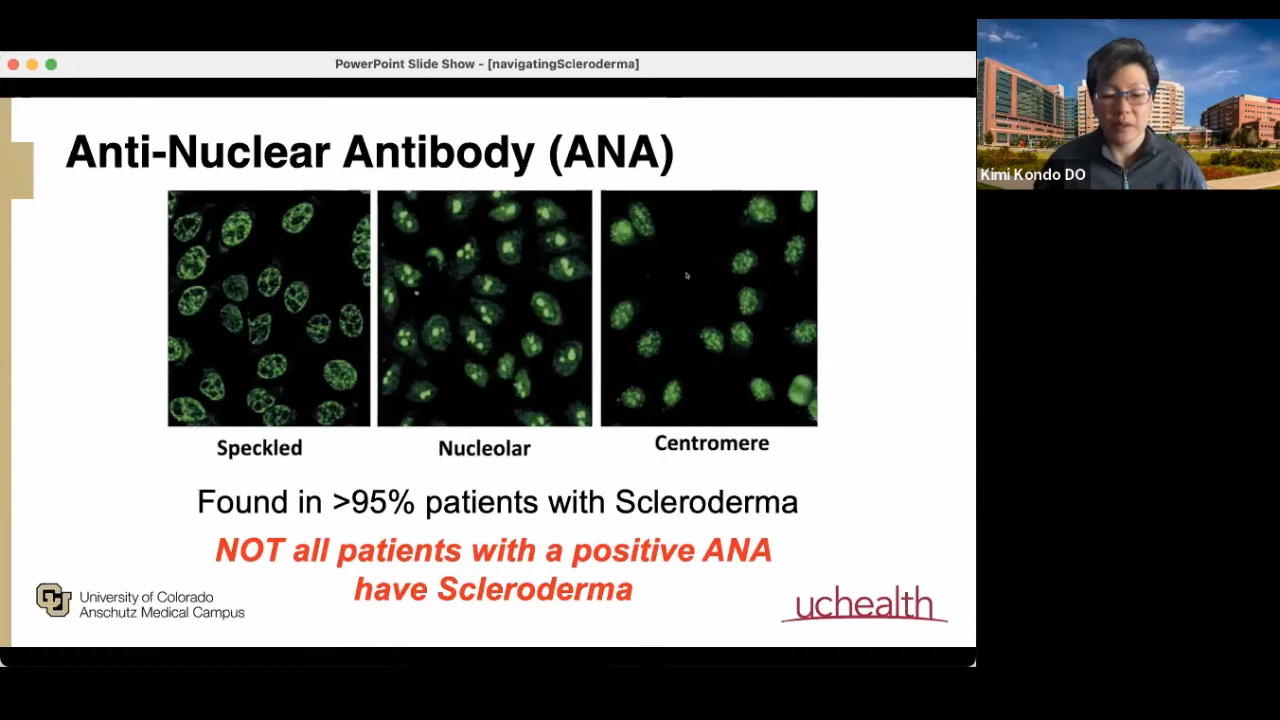 PowerPoint Slide Show - [navigatingScleroderma]
Anti-Nuclear Antibody (ANA)
Speckled
Nucleolar
Centromere
Found in >95% patients with Scleroderma
NOT all patients with a positive ANA
have Scleroderma
CU
University of Colorado
Anschutz Medical Campus
uchealth
Kimi Kondo DO